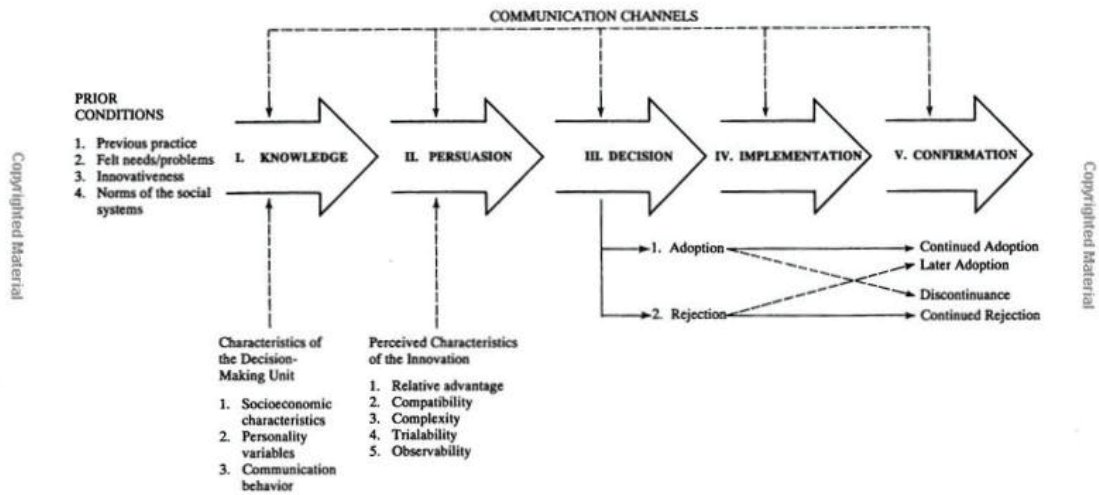 COMMUNICATION CHANNELS
PRIOR
CONDITIONS
1. Previous practice
2. Felt needs/problems
3. Innovativeness
4. Norms of the social
systems
I. KNOWLEDGE
II. PERSUASION
III. DECISION
IV. IMPLEMENTATION
V. CONFIRMATION
1. Adoption
2. Rejection
Continued Adoption
Later Adoption
Discontinuance
Continued Rejection
Characteristics of
the Decision-
Making Unit
1. Socioeconomic
characteristics
2. Personality
variables
3. Communication
behavior
Perceived Characteristics
of the Innovation
1. Relative advantage
2. Compatibility
3. Complexity
4. Trialability
5. Observability
Copyrighted Material
Copyrighted Material